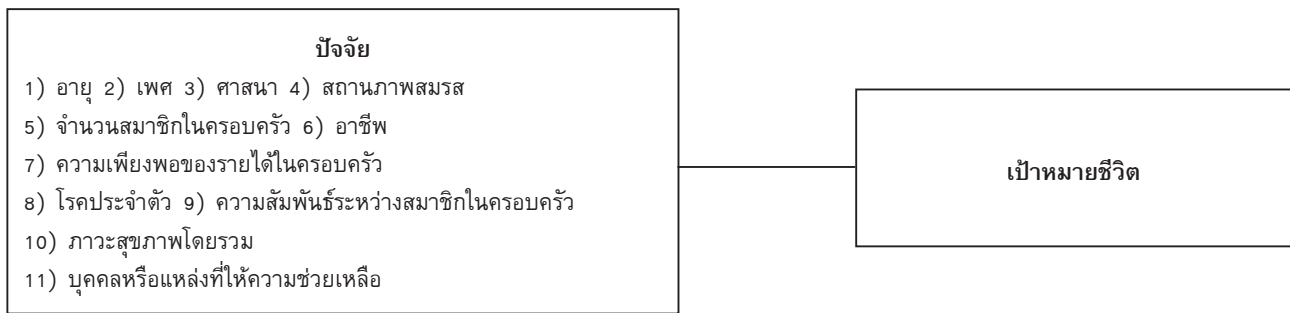 ปัจจัย
1) อายุ 2) เพศ 3) ศาสนา 4) สถานภาพสมรส
5) จำนวนสมาชิกในครอบครัว 6) อาชีพ
7) ความเพียงพอของรายได้ในครอบครัว
8) โรคประจำตัว 9) ความสัมพันธ์ระหว่างสมาชิกในครอบครัว
10) ภาวะสุขภาพโดยรวม
11) บุคคลหรือแหล่งที่ให้ความช่วยเหลือ
เป้าหมายชีวิต